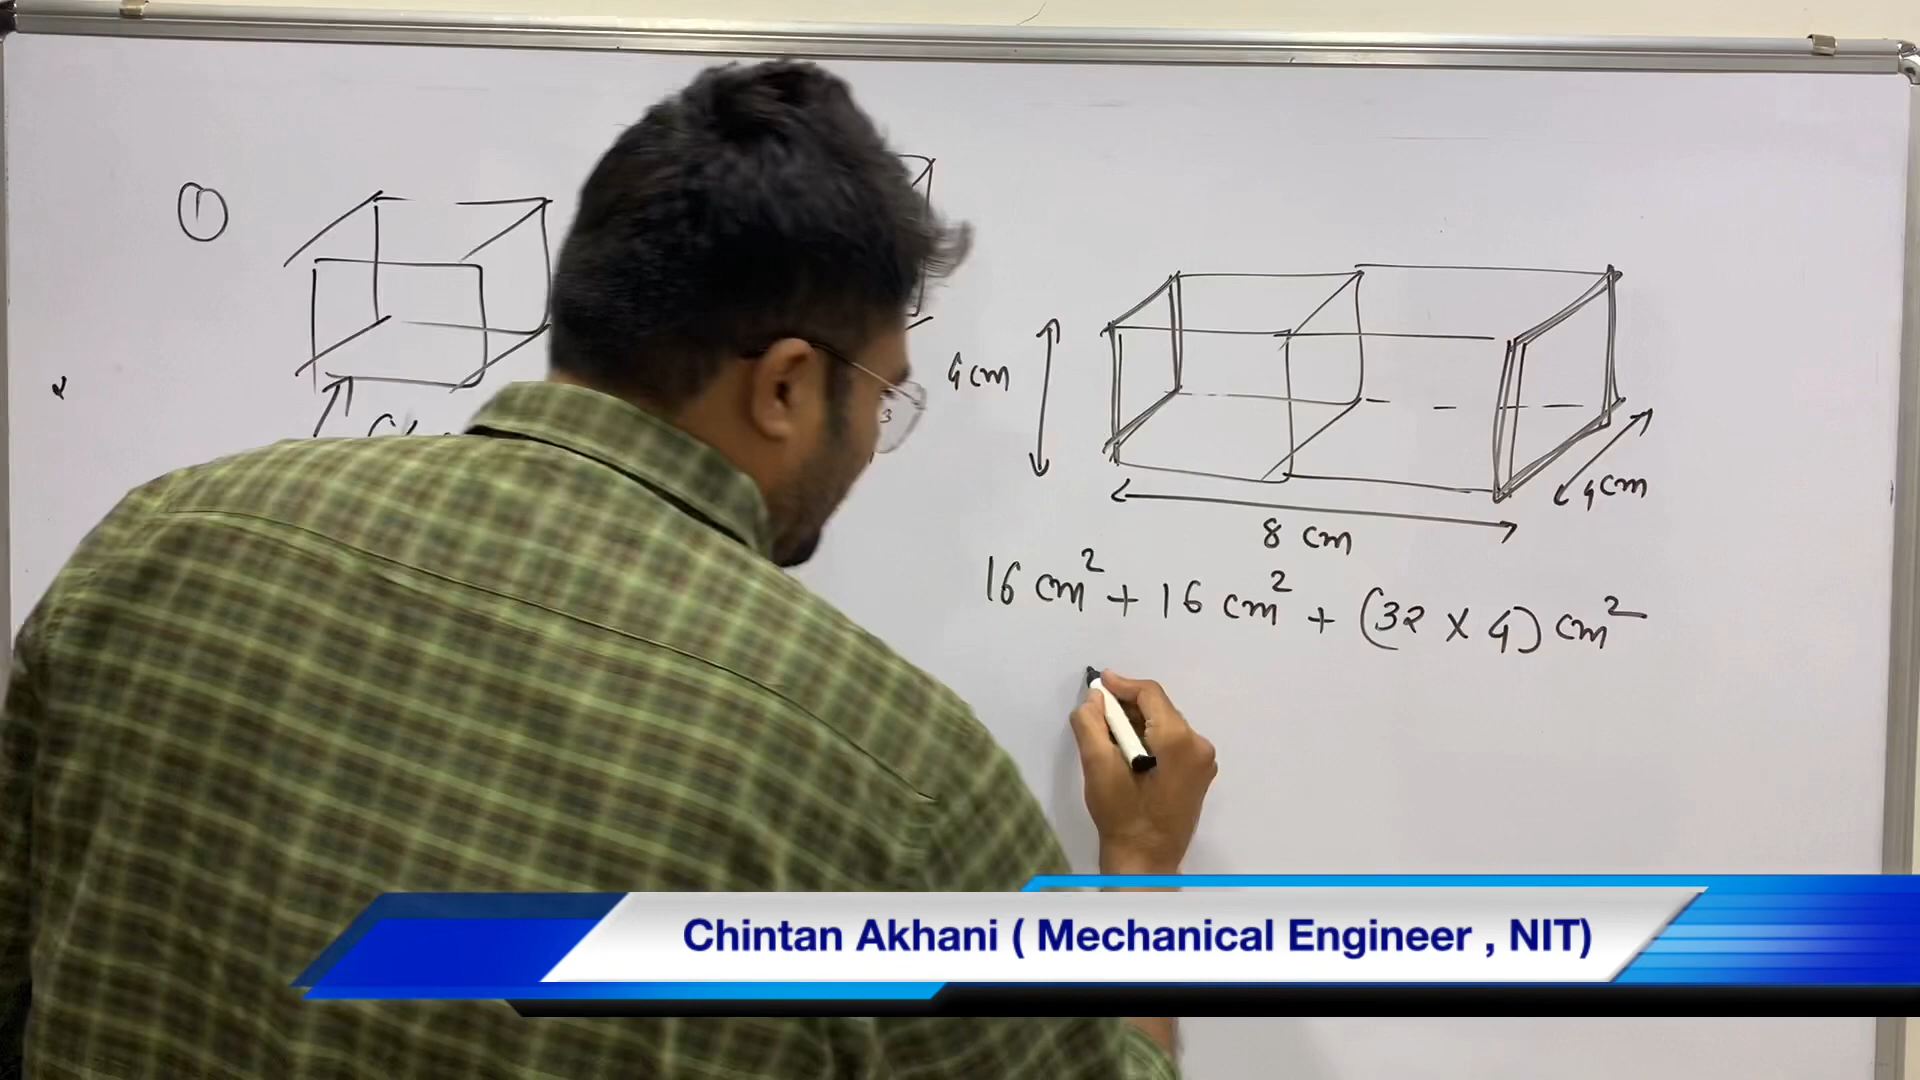 ①
4 cm
4 cm
8 cm
16 cm² + 16 cm² + (32 × 4) cm²
Chintan Akhani ( Mechanical Engineer , NIT)